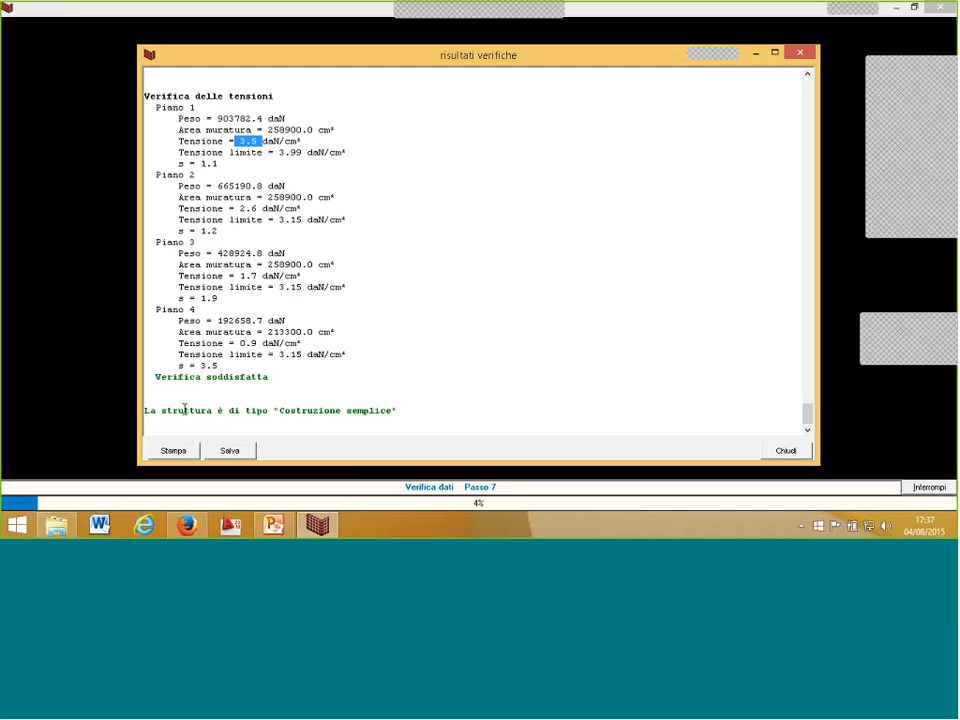 risultati verifiche
Verifica delle tensioni
Piano 1
Peso = 903782.4 daN
Area muratura = 258900.0 cm²
Tensione = 3.5 daN/cm²
Tensione limite = 3.99 daN/cm²
s = 1.1
Piano 2
Peso = 665190.8 daN
Area muratura = 258900.0 cm²
Tensione = 2.6 daN/cm²
Tensione limite = 3.15 daN/cm²
s = 1.2
Piano 3
Peso = 428924.8 daN
Area muratura = 258900.0 cm²
Tensione = 1.7 daN/cm²
Tensione limite = 3.15 daN/cm²
s = 1.9
Piano 4
Peso = 192658.7 daN
Area muratura = 213300.0 cm²
Tensione = 0.9 daN/cm²
Tensione limite = 3.15 daN/cm²
s = 3.5
Verifica soddisfatta
La struttura è di tipo "Costruzione semplice"
Stampa Salva Chiudi
Verifica dati Passo 7 Interrompi
4%
17:37
04/08/2015